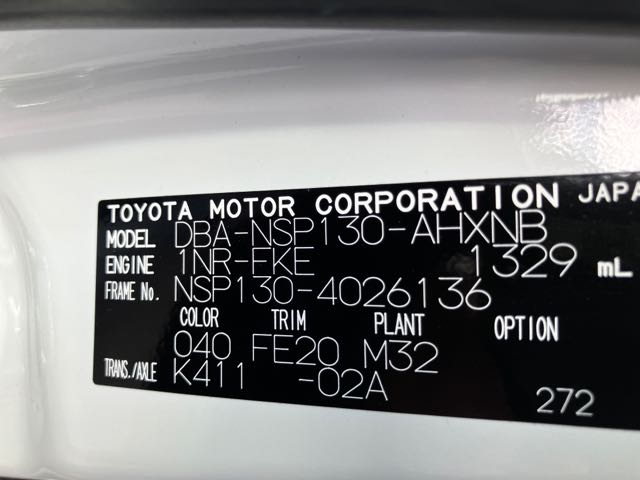 TOYOTA MOTOR CORPORATION JAPA
MODEL DBA-NSP130-AHXNB
ENGINE 1NR-FKE 1329 mL
FRAME No. NSP130-4026136
COLOR TRIM PLANT OPTION
040 FE20 M32
TRANS./AXLE K411 -02A
272